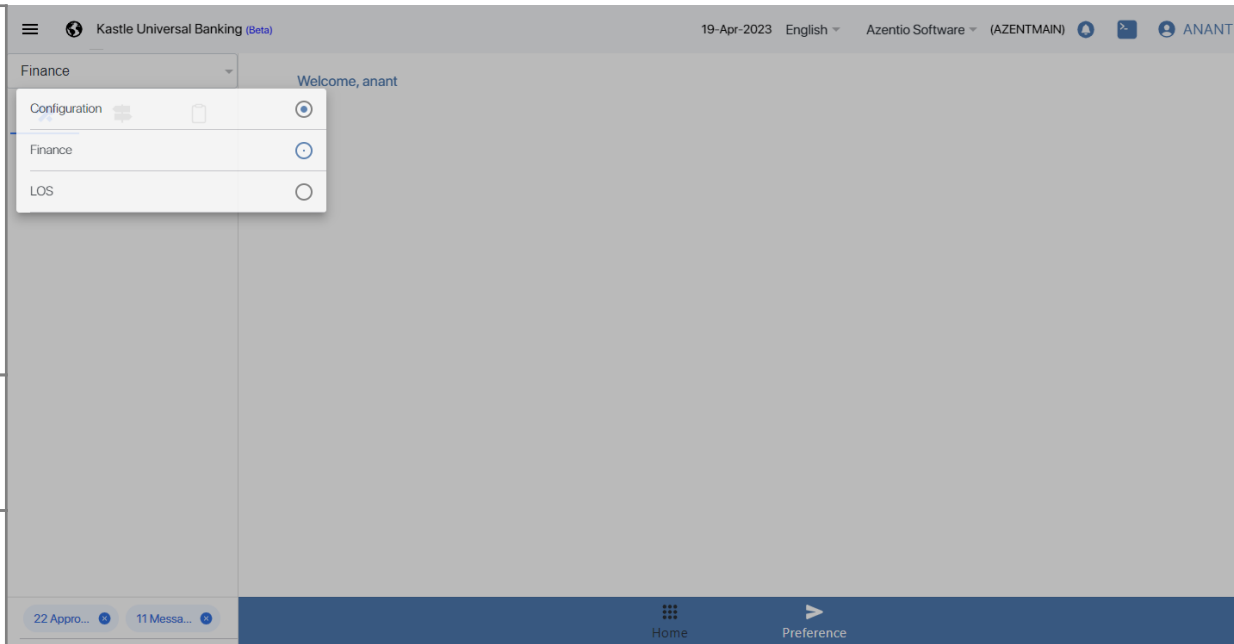 Kastle Universal Banking (Beta)
19-Apr-2023 English Azentio Software (AZENTMAIN) ANANT
Finance
Welcome, anant
Configuration
Finance
LOS
22 Appro... 11 Messa...
Home Preference